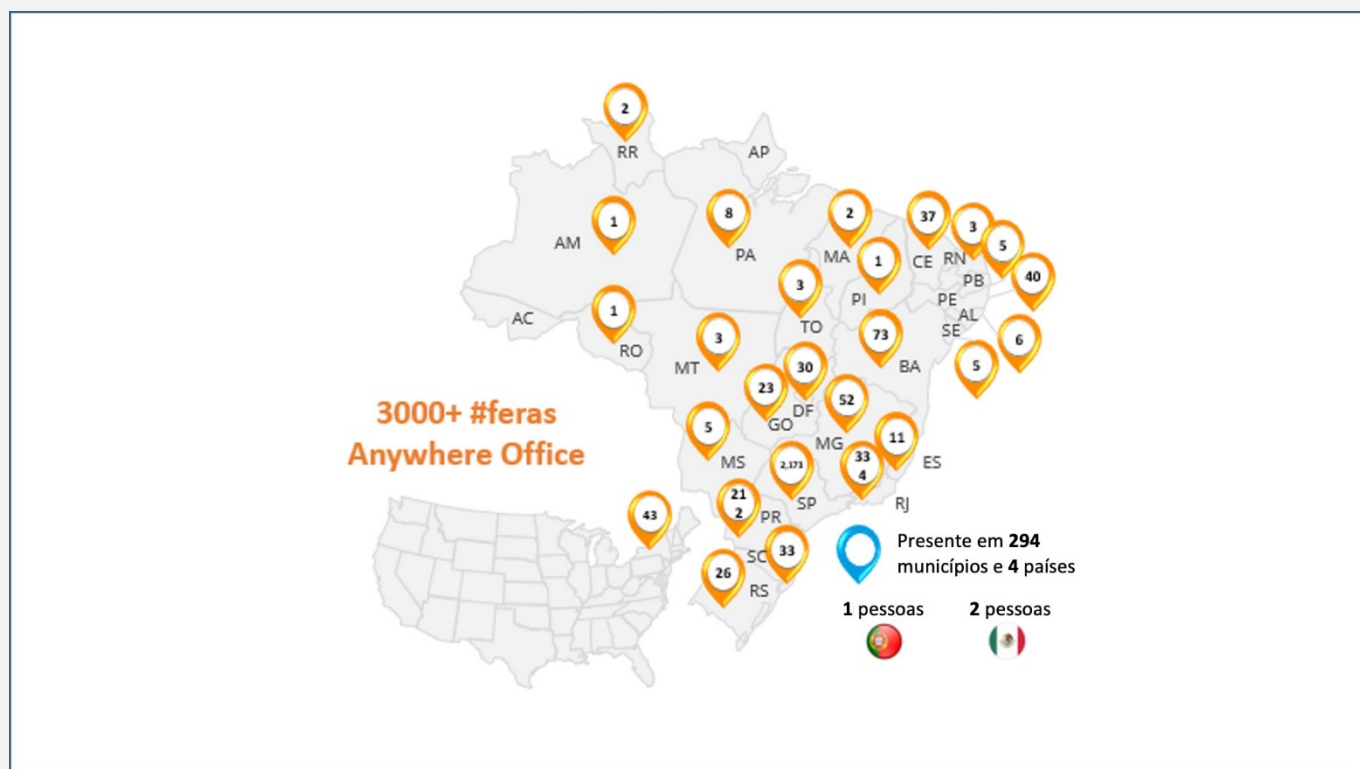 2
RR
AP
1
AM
8
PA
2
MA
1
PI
37
CE
3
RN
5
PB
40
PE
AL
SE
6
5
AC
1
RO
3
MT
3
TO
73
BA
30
DF
23
GO
52
MG
11
ES
5
MS
2,173
SP
33
4
RJ
21
2
PR
33
SC
26
RS
3000+ #feras
Anywhere Office
43
Presente em 294
municípios e 4 países
1 pessoas
2 pessoas